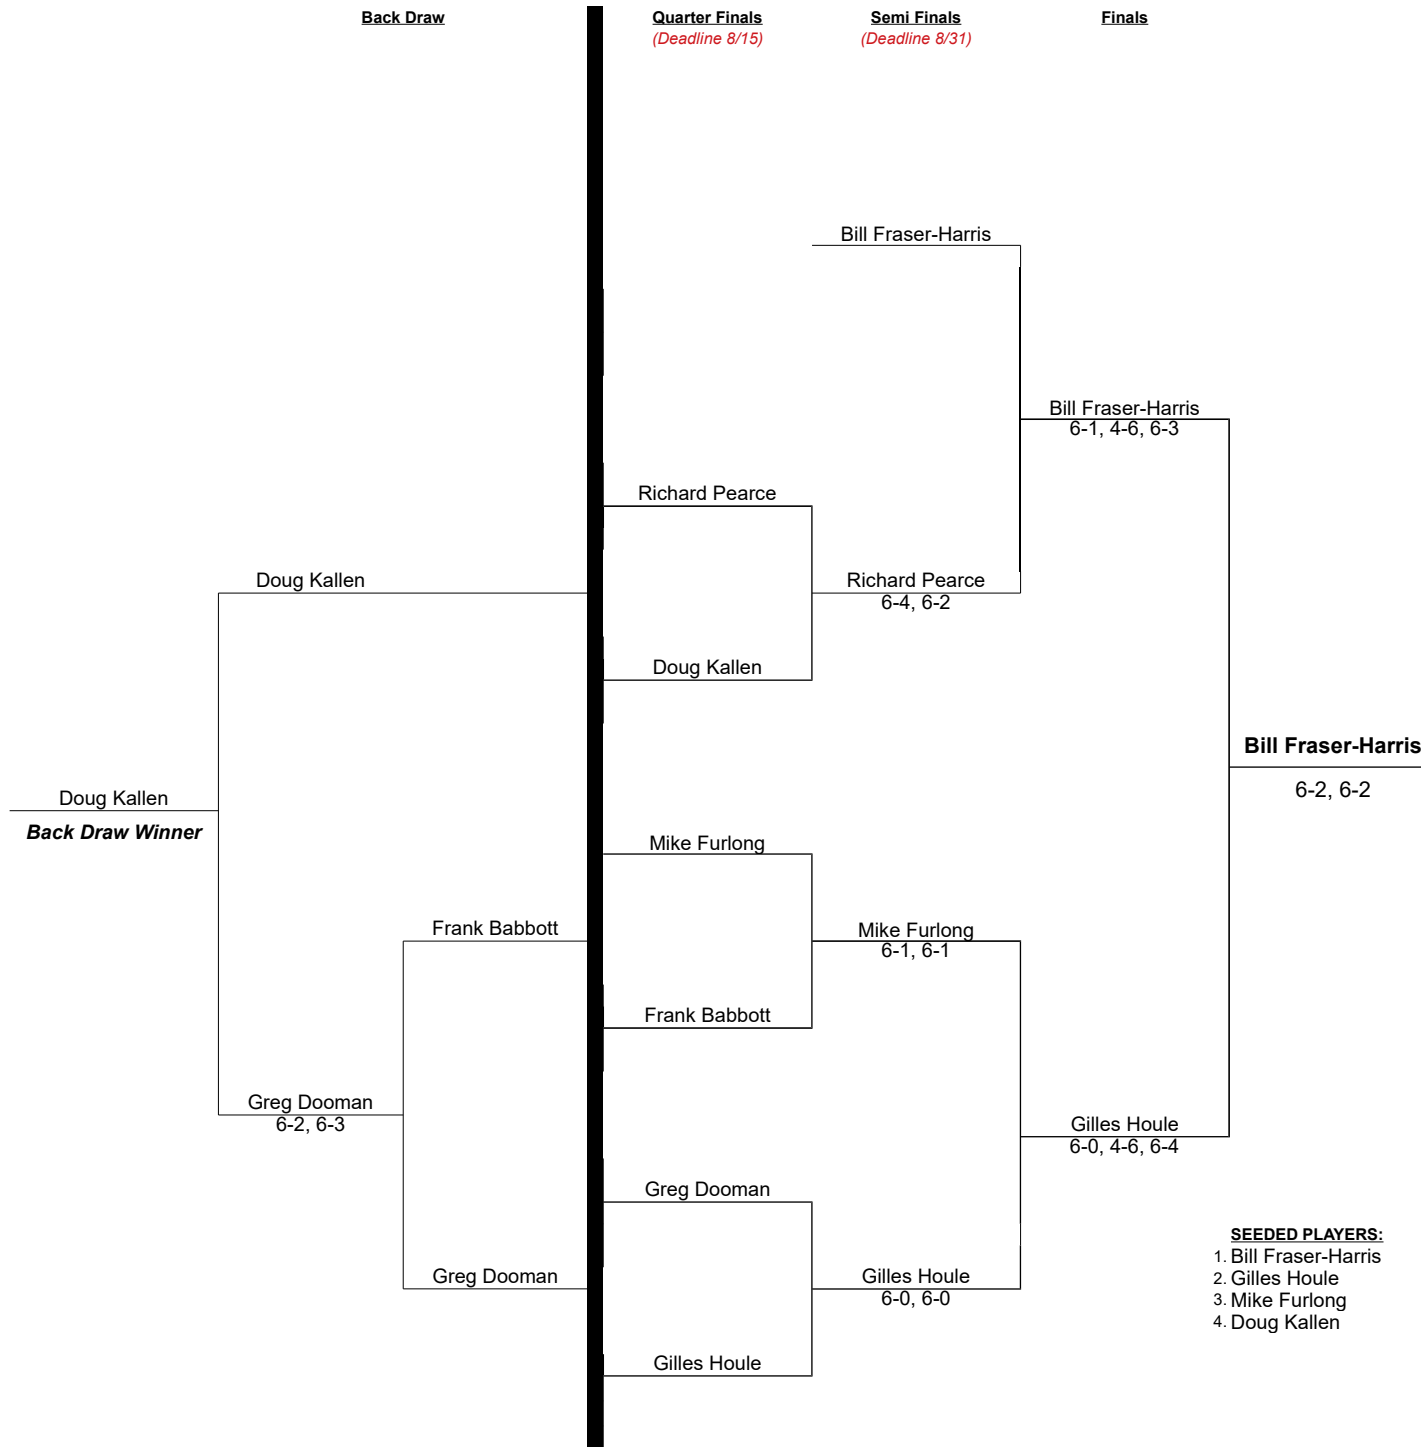 Back Draw
Quarter Finals
(Deadline 8/15)
Semi Finals
(Deadline 8/31)
Finals
Bill Fraser-Harris
Bill Fraser-Harris
6-1, 4-6, 6-3
Richard Pearce
Doug Kallen
Richard Pearce
6-4, 6-2
Doug Kallen
Bill Fraser-Harris
6-2, 6-2
Doug Kallen
Back Draw Winner
Mike Furlong
Frank Babbott
Mike Furlong
6-1, 6-1
Frank Babbott
Greg Dooman
6-2, 6-3
Gilles Houle
6-0, 4-6, 6-4
Greg Dooman
Greg Dooman
Gilles Houle
6-0, 6-0
Gilles Houle
SEEDED PLAYERS:
1. Bill Fraser-Harris
2. Gilles Houle
3. Mike Furlong
4. Doug Kallen